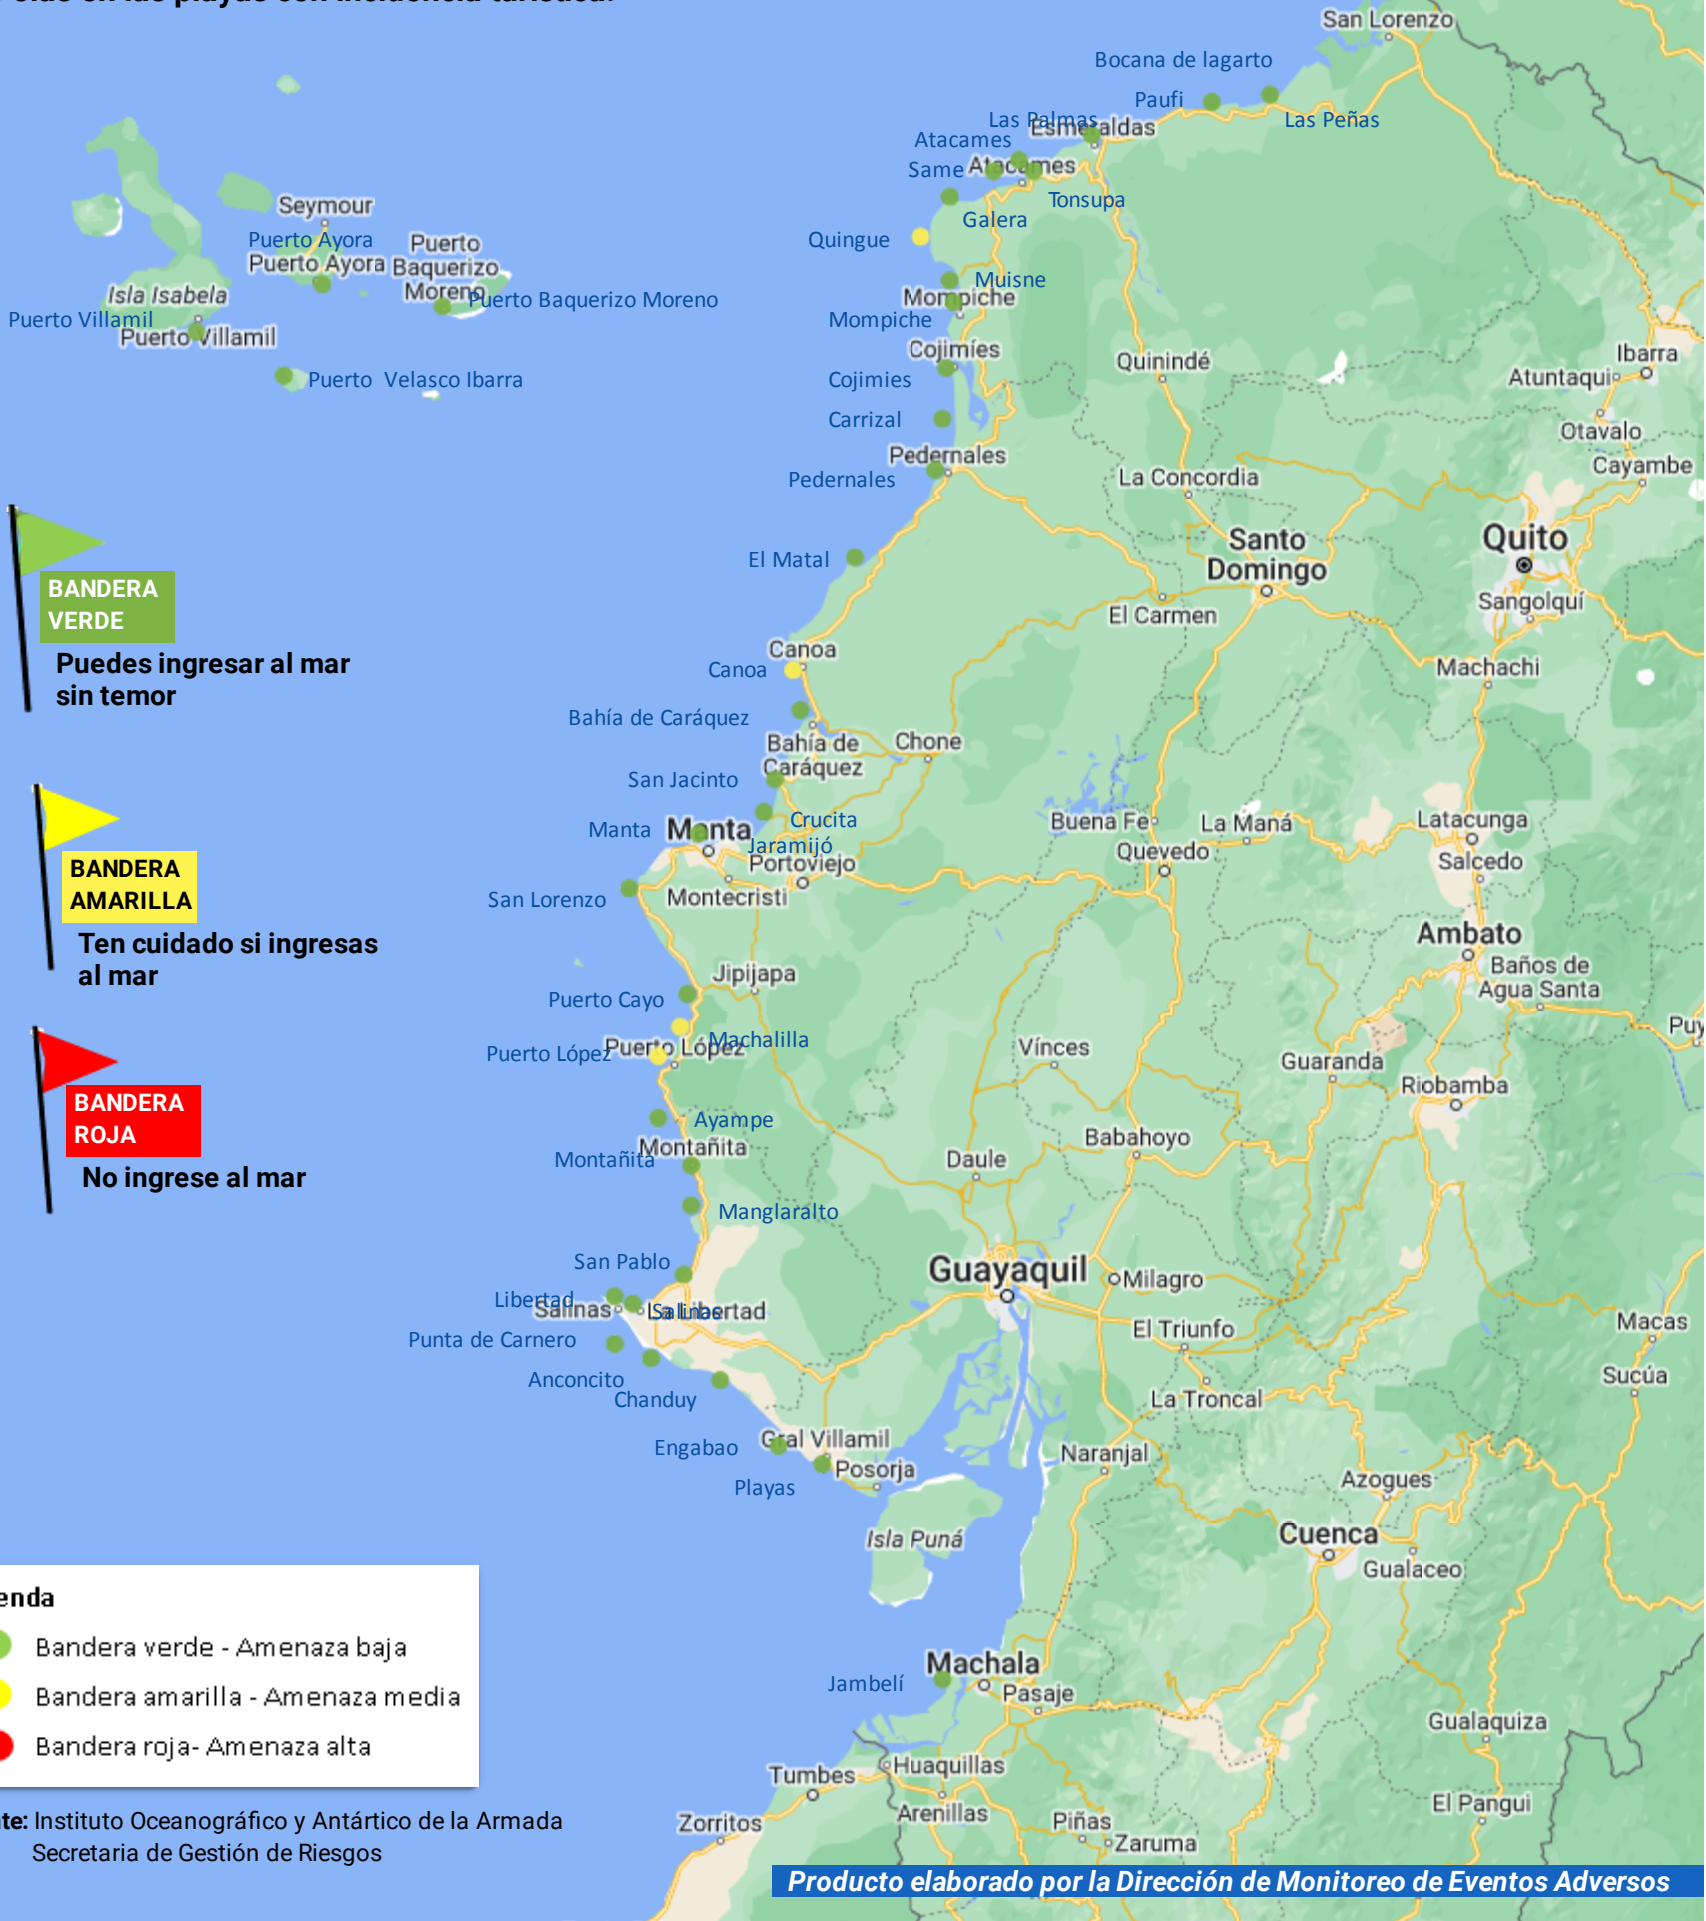 San Lorenzo
Bocana de lagarto
Paufi
Las Peñas
Las Palmas
Esmeraldas
Atacames
Same
Atacames
Tonsupa
Galera
Quingue
Muisne
Mompiche
Mompiche
Cojimíes
Cojimies
Carrizal
Pedernales
Pedernales
El Matal
Canoa
Canoa
Bahía de Caráquez
Bahía de
Caráquez
Chone
San Jacinto
Crucita
Manta
Manta
Jaramijó
Portoviejo
San Lorenzo
Montecristi
Jipijapa
Puerto Cayo
Machalilla
Puerto López
Puerto López
Ayampe
Montañita
Montañita
Manglaralto
San Pablo
Libertad
Salinas
La Libertad
Salinas
Punta de Carnero
Anconcito
Chanduy
Engabao
Gral Villamil
Playas
Posorja
Isla Puná
Jambelí
Machala
Pasaje
Huaquillas
Tumbes
Arenillas
Zorritos
Piñas
Zaruma
Seymour
Puerto Ayora
Puerto Ayora
Puerto
Baquerizo
Moreno
Puerto Baquerizo Moreno
Isla Isabela
Puerto Villamil
Puerto Villamil
Puerto Velasco Ibarra
Quinindé
La Concordia
Santo
Domingo
El Carmen
Ibarra
Atuntaqui
Otavalo
Cayambe
Quito
Sangolquí
Machachi
Buena Fe
La Maná
Quevedo
Latacunga
Salcedo
Ambato
Baños de
Agua Santa
Vínces
Guaranda
Riobamba
Babahoyo
Daule
Guayaquil
Milagro
El Triunfo
La Troncal
Naranjal
Macas
Sucúa
Azogues
Cuenca
Gualaceo
Gualaquiza
El Pangui
BANDERA
VERDE
Puedes ingresar al mar
sin temor
BANDERA
AMARILLA
Ten cuidado si ingresas
al mar
BANDERA
ROJA
No ingrese al mar
Bandera verde - Amenaza baja
Bandera amarilla - Amenaza media
Bandera roja- Amenaza alta
Instituto Oceanográfico y Antártico de la Armada
Secretaria de Gestión de Riesgos
Producto elaborado por la Dirección de Monitoreo de Eventos Adversos